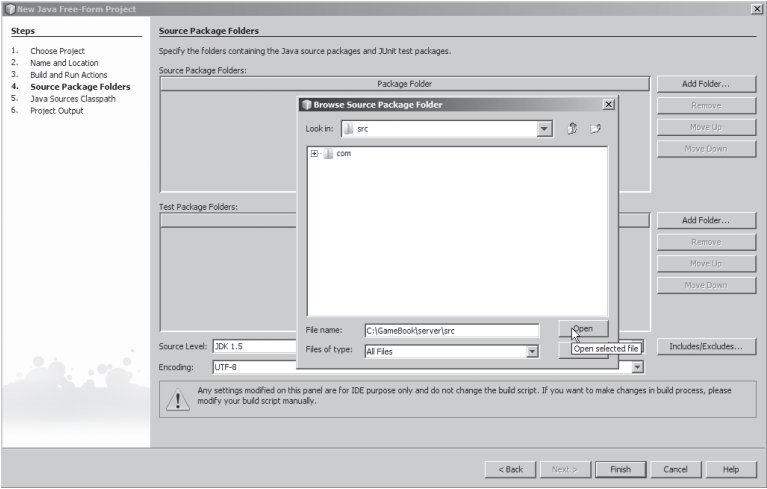 New Java Free-Form Project
Steps
1. Choose Project
2. Name and Location
3. Build and Run Actions
4. Source Package Folders
5. Java Sources Classpath
6. Project Output
Source Package Folders
Specify the folders containing the Java source packages and JUnit test packages.
Source Package Folders:
Package Folder
Add Folder...
Remove
Move Up
Move Down
Browse Source Package Folder
Look in: src
com
File name: C:\GameBook\server\src
Open
Files of type: All Files
Open selected file
Test Package Folders:
Add Folder...
Remove
Move Up
Move Down
Source Level: JDK 1.5
Includes/Excludes...
Encoding: UTF-8
Any settings modified on this panel are for IDE purpose only and do not change the build script. If you want to make changes in build process, please
modify your build script manually.
< Back Next > Finish Cancel Help